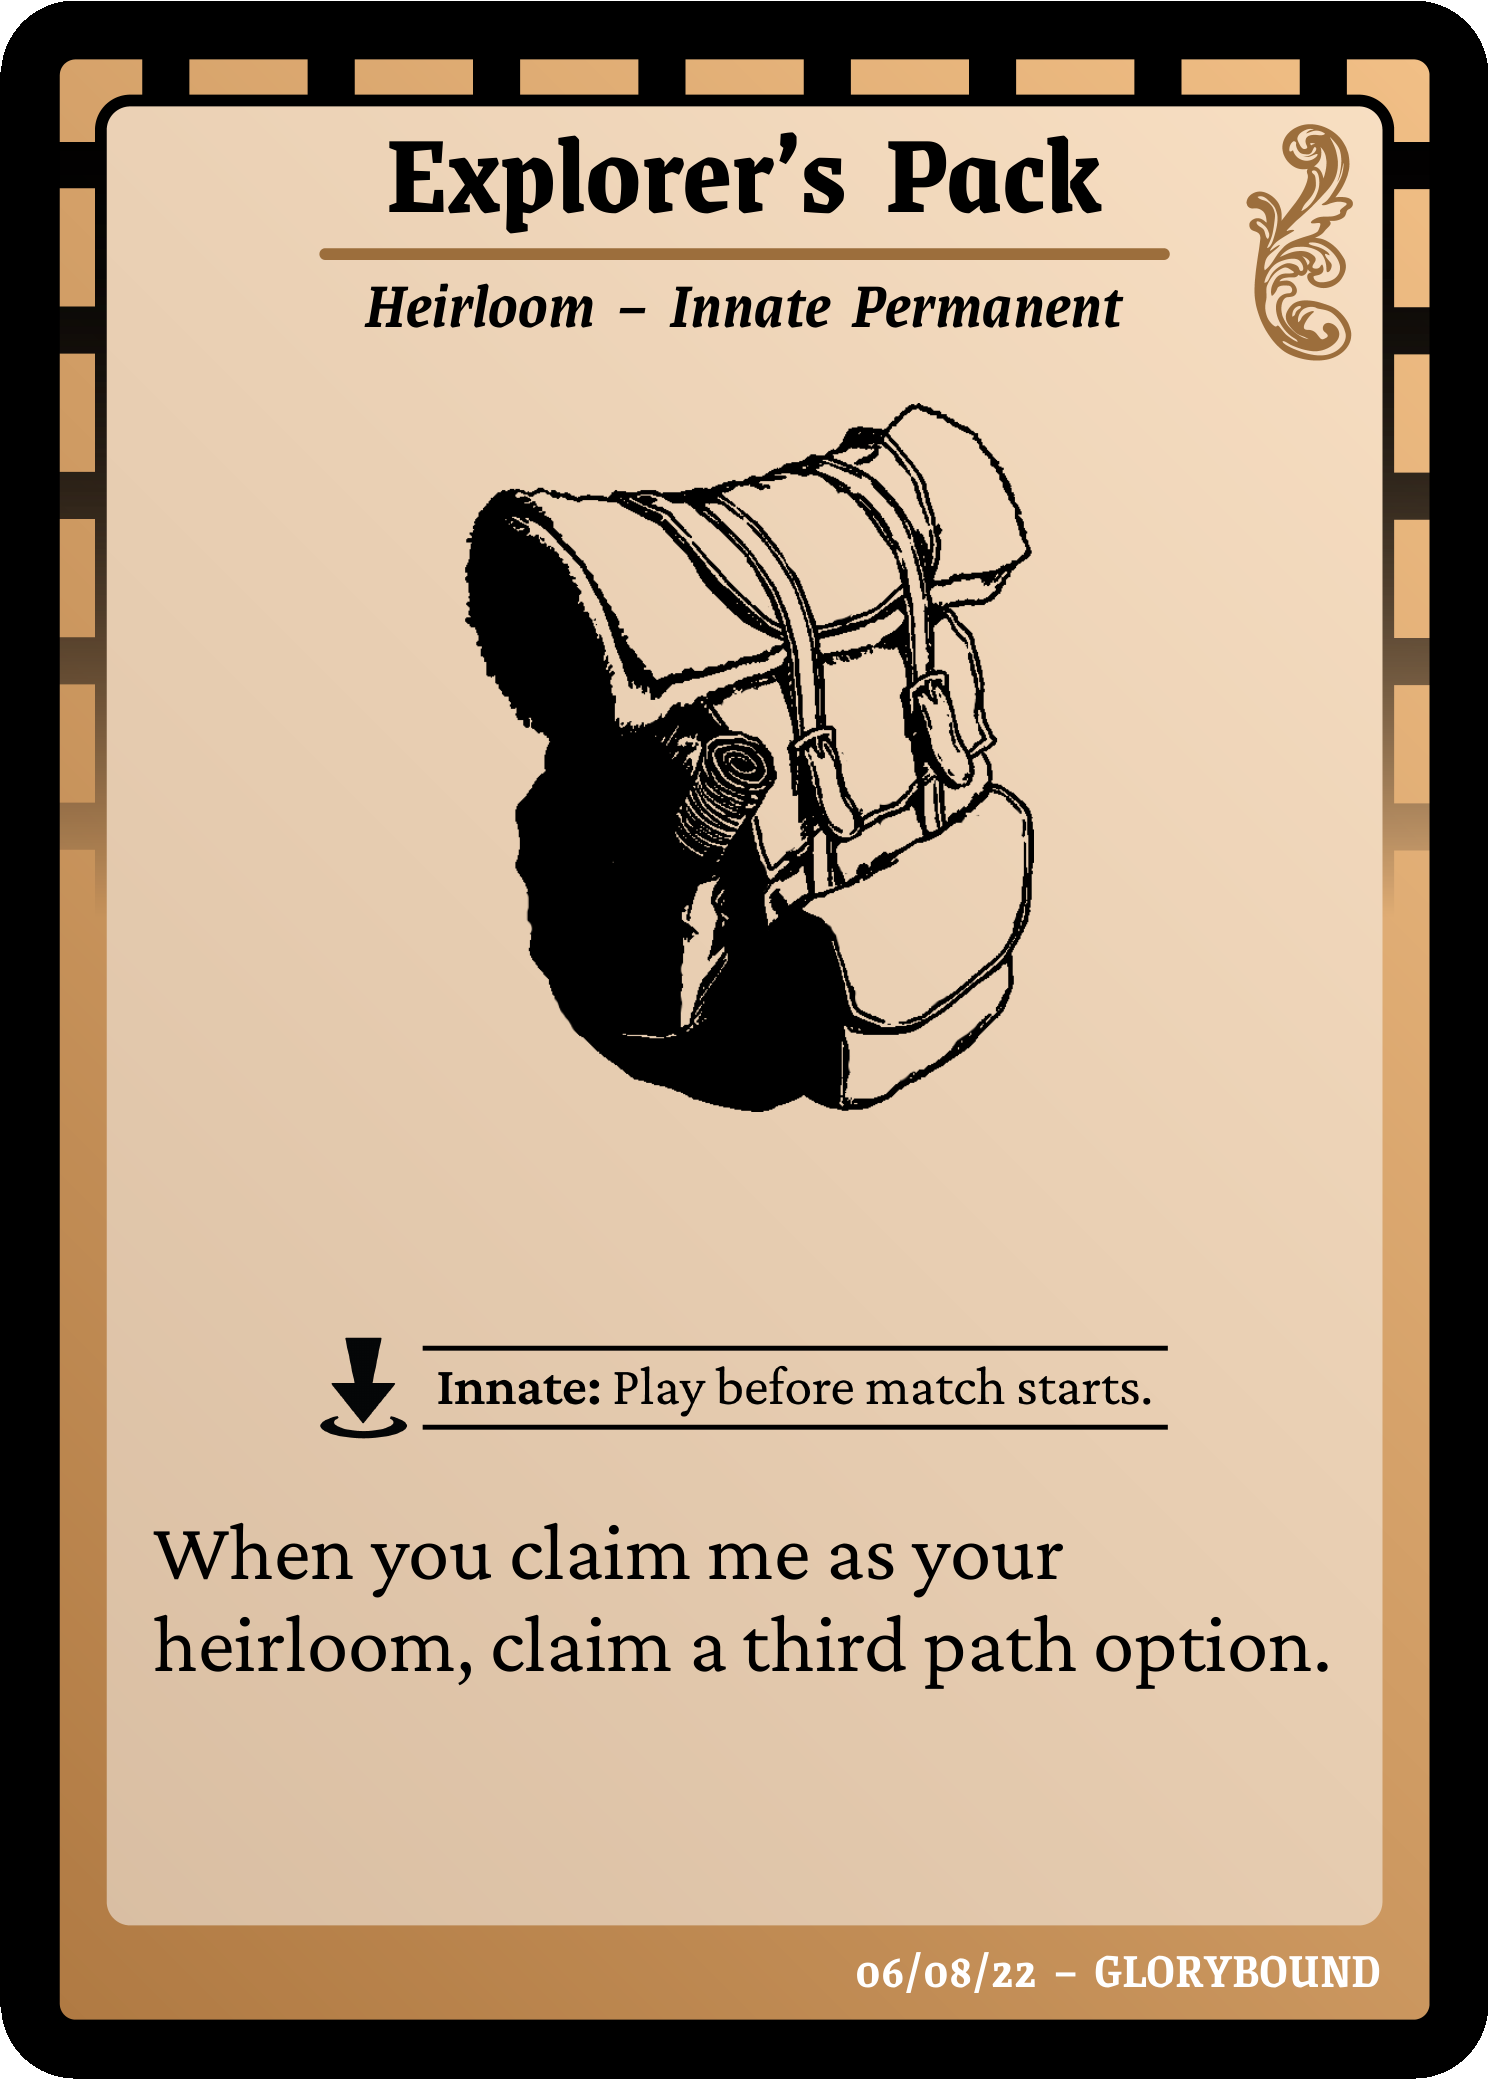 Explorer’s Pack
Heirloom – Innate Permanent
Innate: Play before match starts.
When you claim me as your
heirloom, claim a third path option.
06/08/22 – GLORYBOUND